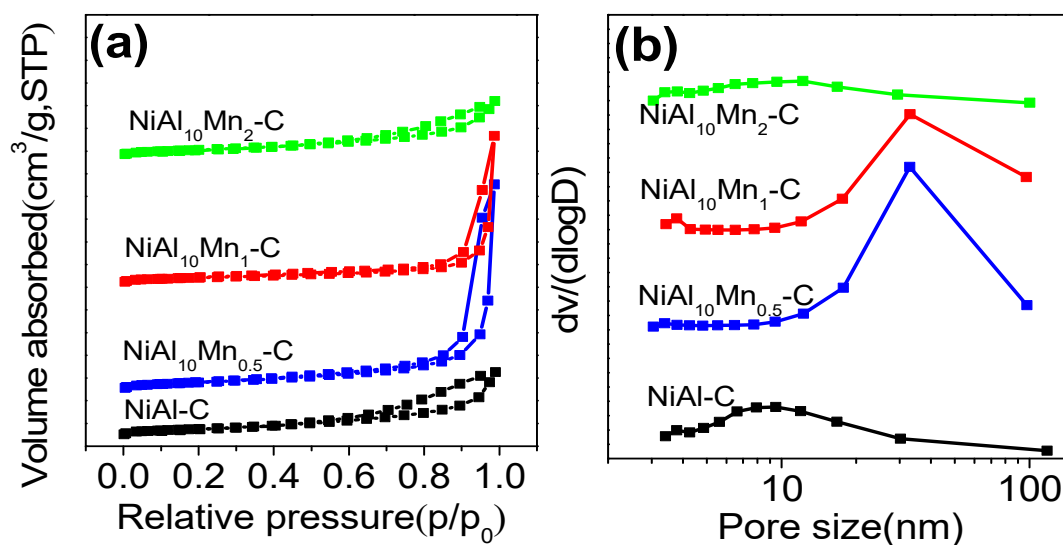 (a)
Volume absorbed(cm³/g,STP)
NiAl₁₀Mn₂-C
NiAl₁₀Mn₁-C
NiAl₁₀Mn₀.₅-C
NiAl-C
0.0 0.2 0.4 0.6 0.8 1.0
Relative pressure(p/p₀)
(b)
dv/(dlogD)
NiAl₁₀Mn₂-C
NiAl₁₀Mn₁-C
NiAl₁₀Mn₀.₅-C
NiAl-C
10 100
Pore size(nm)